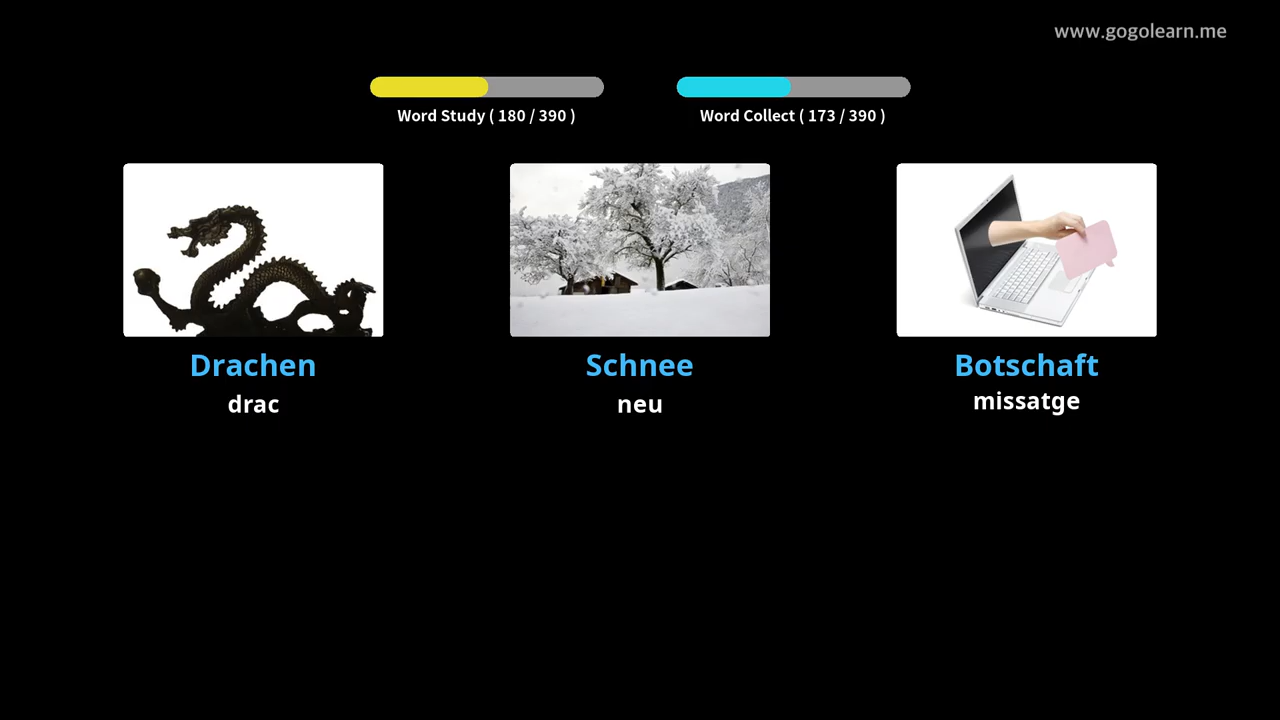 www.gogolearn.me
Word Study ( 180 / 390 )
Word Collect ( 173 / 390 )
Drachen
drac
Schnee
neu
Botschaft
missatge